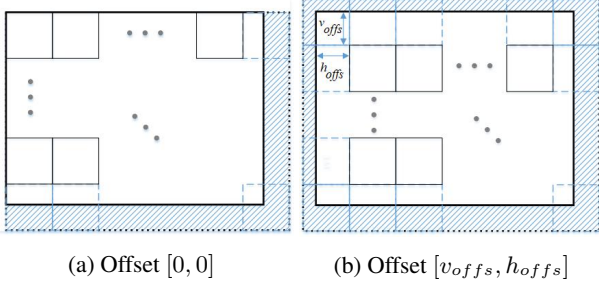 v_offs
h_offs
(a) Offset [0, 0]
(b) Offset [v_offs, h_offs]